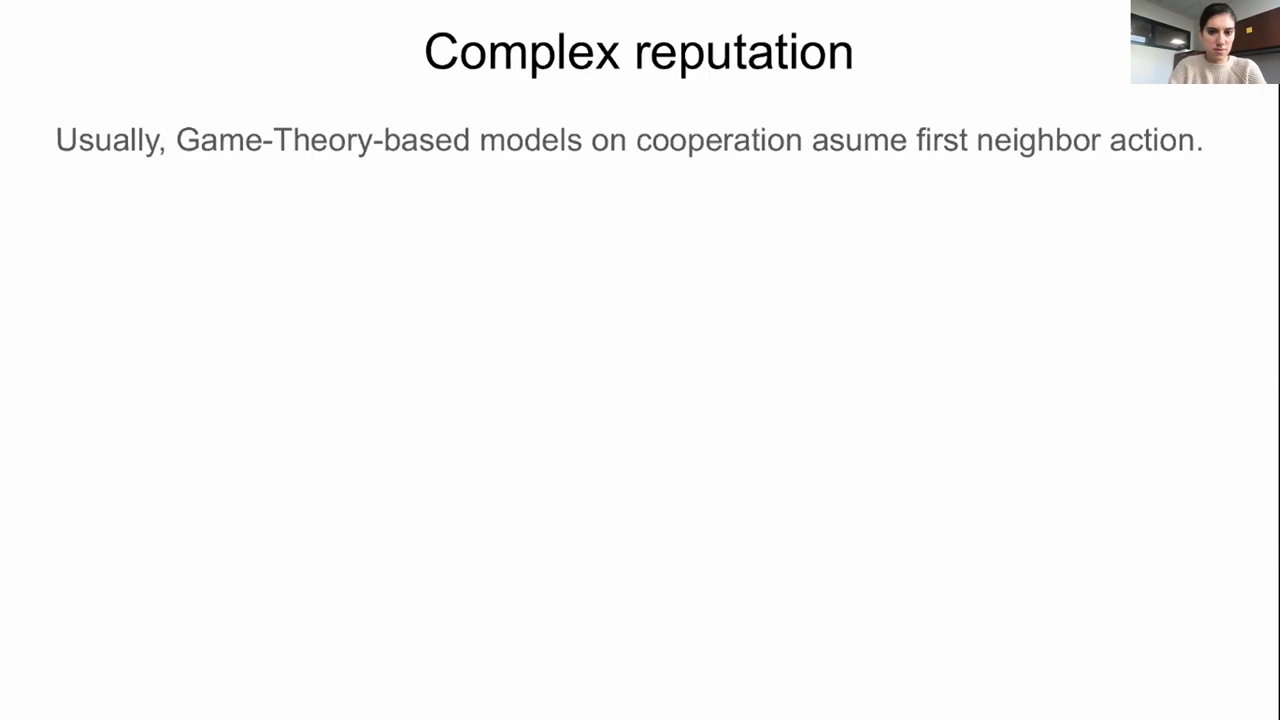 Complex reputation
Usually, Game-Theory-based models on cooperation asume first neighbor action.